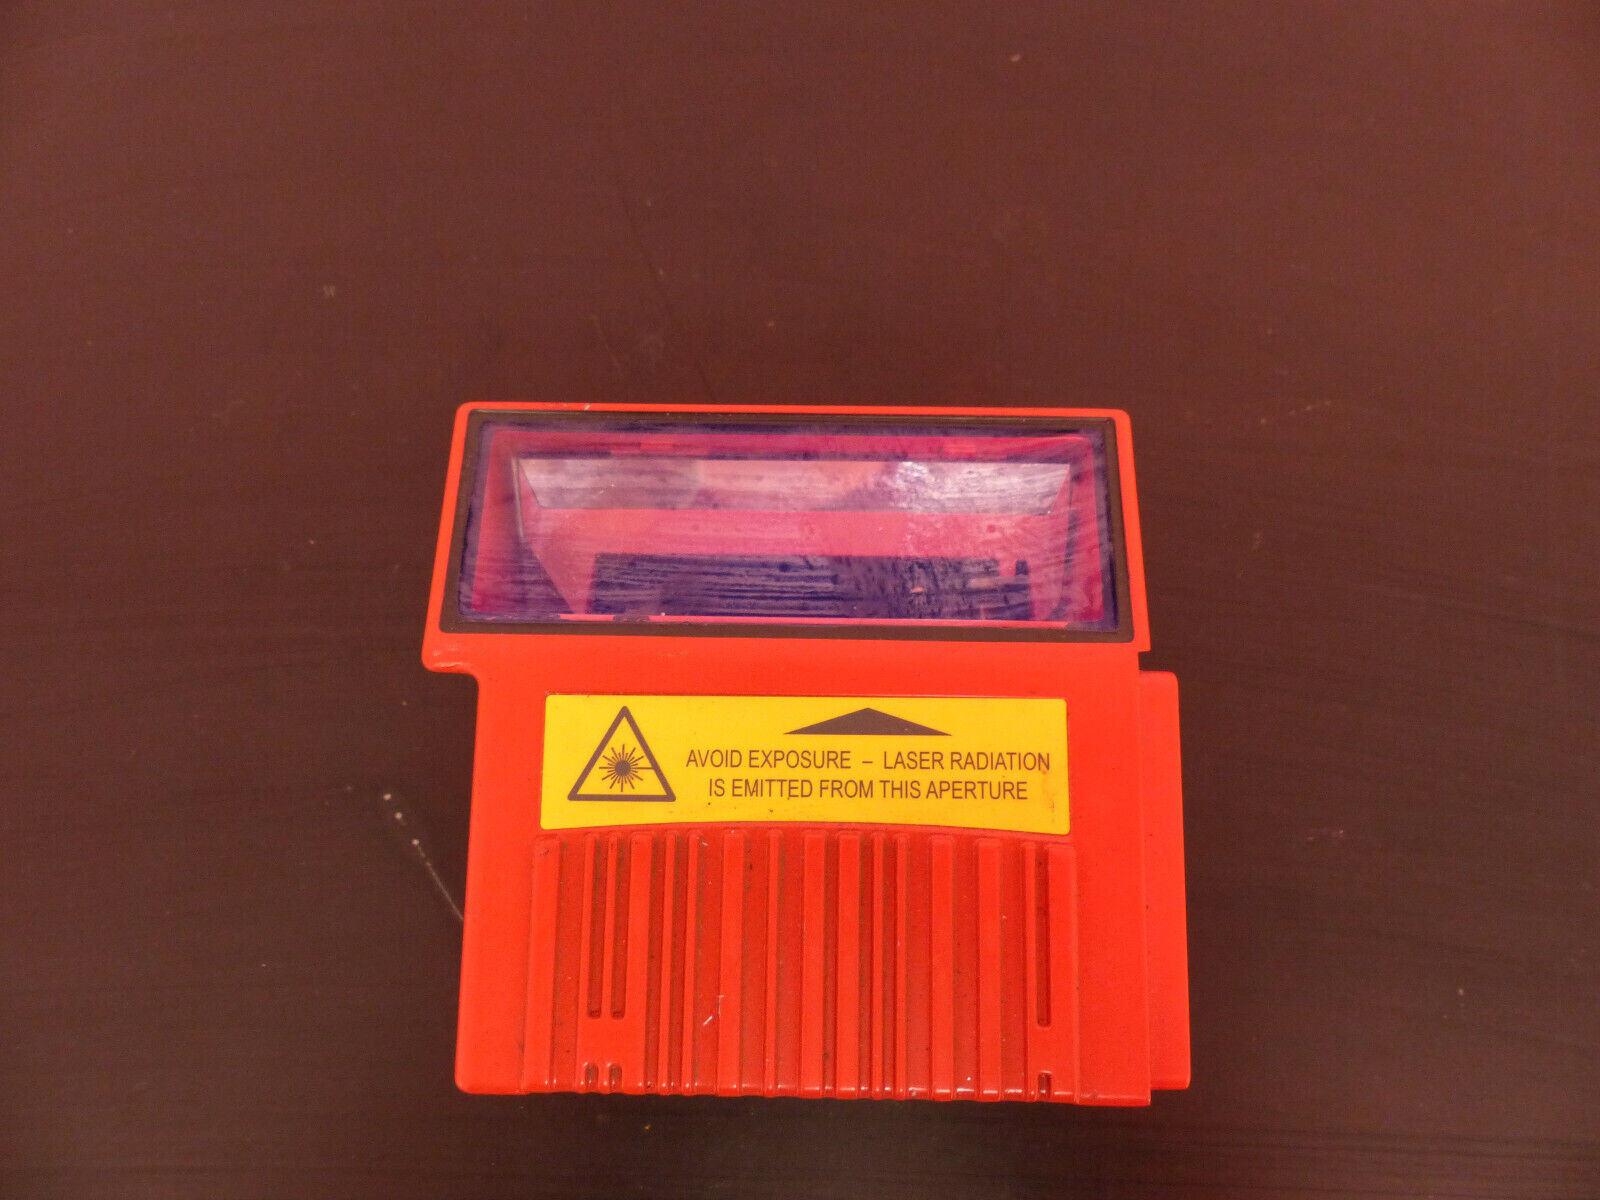 AVOID EXPOSURE – LASER RADIATION
IS EMITTED FROM THIS APERTURE